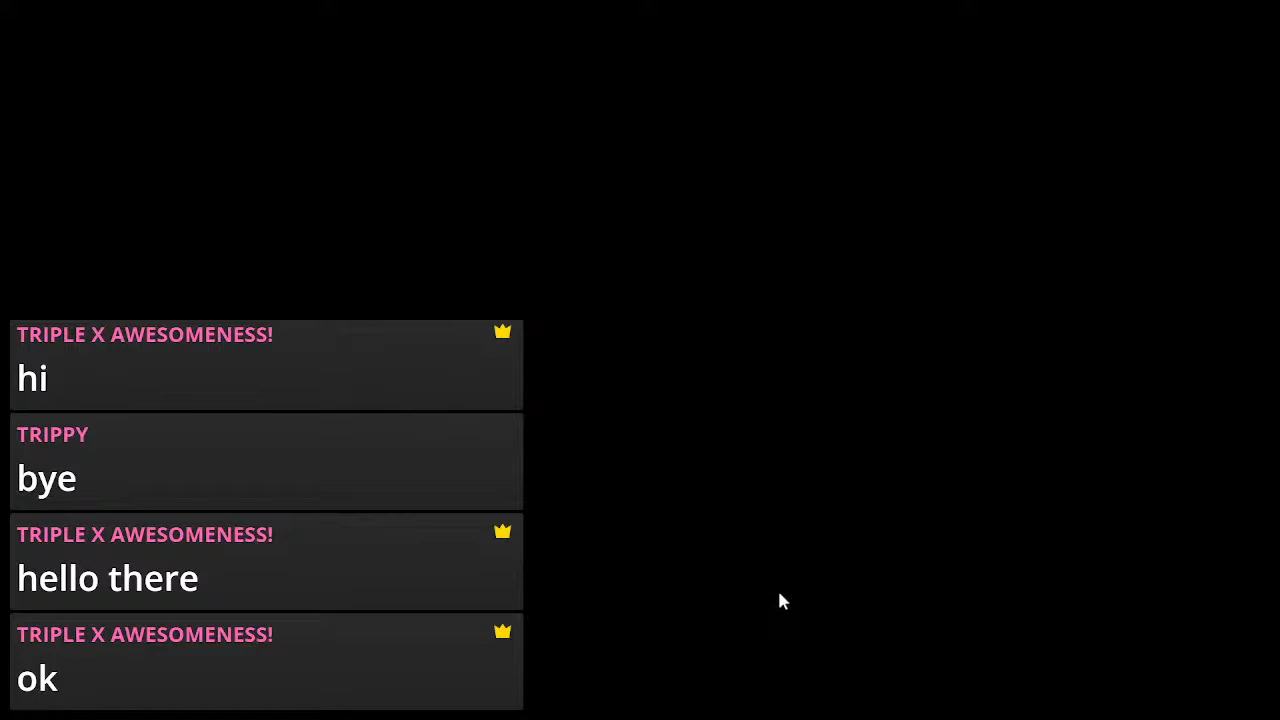 TRIPLE X AWESOMENESS!
hi
TRIPPY
bye
TRIPLE X AWESOMENESS!
hello there
TRIPLE X AWESOMENESS!
ok